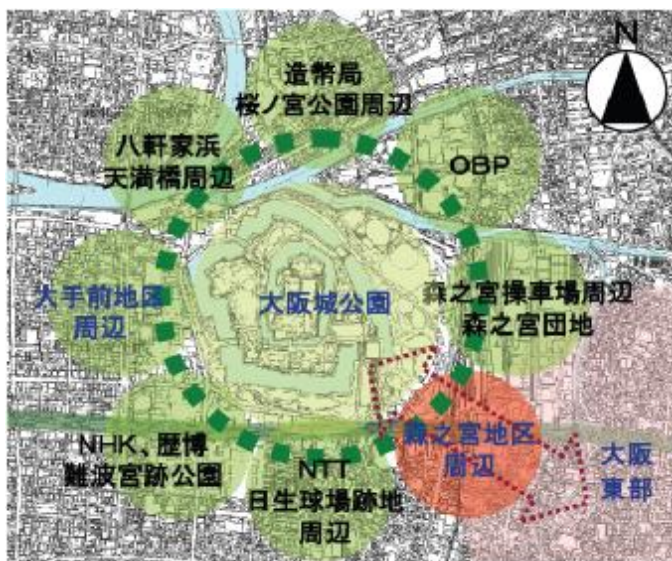 N
造幣局
桜ノ宮公園周辺
八軒家浜
天満橋周辺
OBP
大手前地区
周辺
大阪城公園
森之宮操車場周辺
森之宮団地
NHK、歴博
難波宮跡公園
NTT
日生球場跡地
周辺
森之宮地区
周辺
大阪
東部